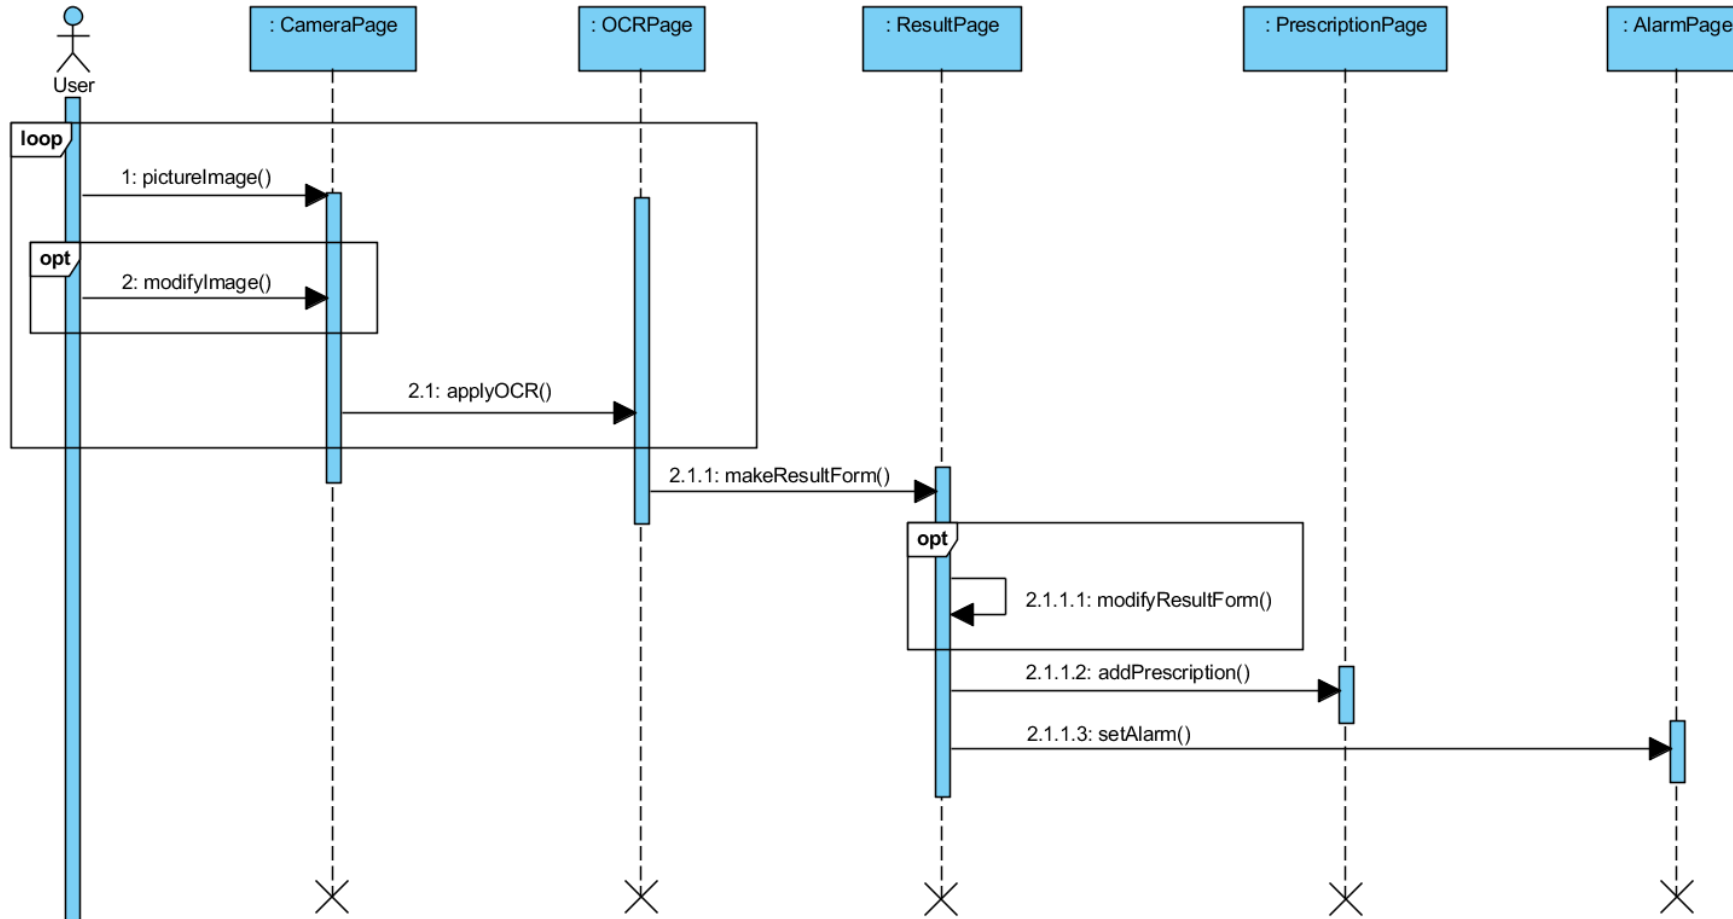 : CameraPage
: OCRPage
: ResultPage
: PrescriptionPage
: AlarmPage
User
loop
1: pictureImage()
opt
2: modifyImage()
2.1: applyOCR()
2.1.1: makeResultForm()
opt
2.1.1.1: modifyResultForm()
2.1.1.2: addPrescription()
2.1.1.3: setAlarm()